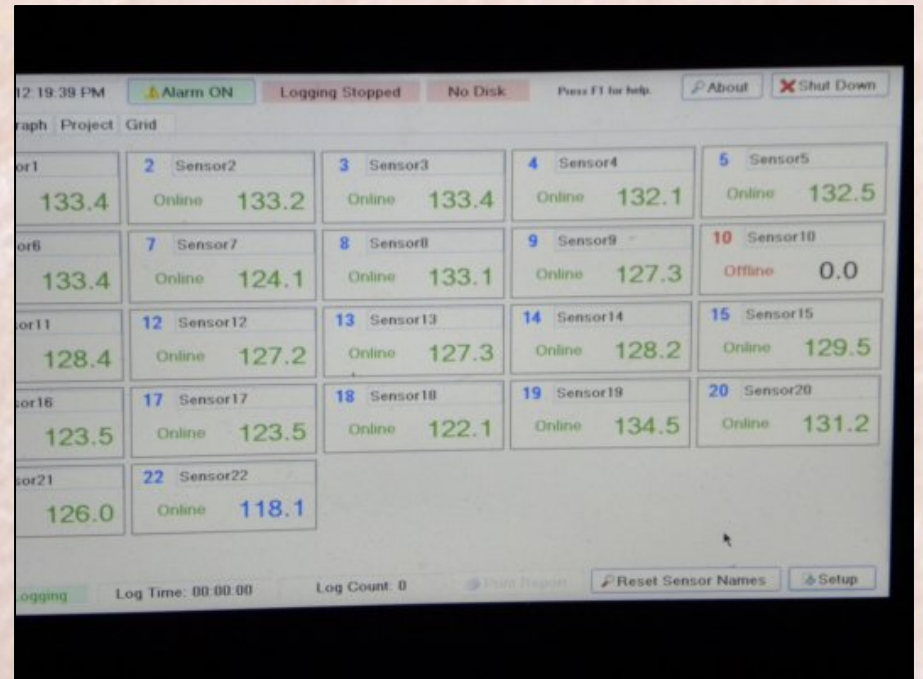 12:19:39 PM Alarm ON Logging Stopped No Disk Press F1 for help. About Shut Down
raph Project Grid
or1 2 Sensor2 3 Sensor3 4 Sensor4 5 Sensor5
133.4 Online 133.2 Online 133.4 Online 132.1 Online 132.5
or6 7 Sensor7 8 Sensor8 9 Sensor9 10 Sensor10
133.4 Online 124.1 Online 133.1 Online 127.3 Offline 0.0
or11 12 Sensor12 13 Sensor13 14 Sensor14 15 Sensor15
128.4 Online 127.2 Online 127.3 Online 128.2 Online 129.5
or16 17 Sensor17 18 Sensor18 19 Sensor19 20 Sensor20
123.5 Online 123.5 Online 122.1 Online 134.5 Online 131.2
sor21 22 Sensor22
126.0 Online 118.1
Logging Log Time: 00:00:00 Log Count: 0 Print Report Reset Sensor Names Setup